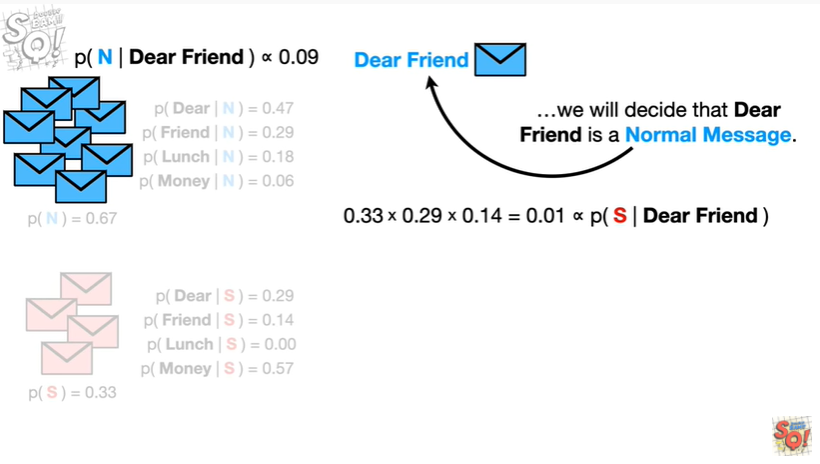 p( N | Dear Friend ) ∝ 0.09
Dear Friend
p( Dear | N ) = 0.47
p( Friend | N ) = 0.29
p( Lunch | N ) = 0.18
p( Money | N ) = 0.06
p( N ) = 0.67
...we will decide that Dear
Friend is a Normal Message.
0.33 x 0.29 x 0.14 = 0.01 ∝ p( S | Dear Friend )
p( Dear | S ) = 0.29
p( Friend | S ) = 0.14
p( Lunch | S ) = 0.00
p( Money | S ) = 0.57
p( S ) = 0.33